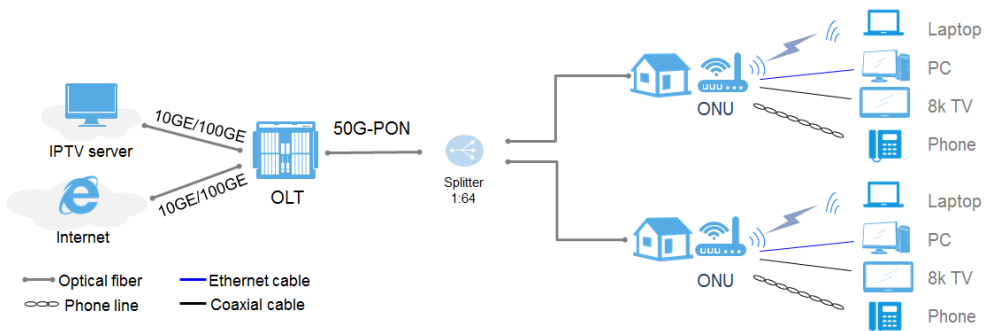 IPTV server
10GE/100GE
Internet
10GE/100GE
OLT
50G-PON
Splitter
1:64
ONU
Laptop
PC
8k TV
Phone
ONU
Laptop
PC
8k TV
Phone
Optical fiber
Ethernet cable
Phone line
Coaxial cable